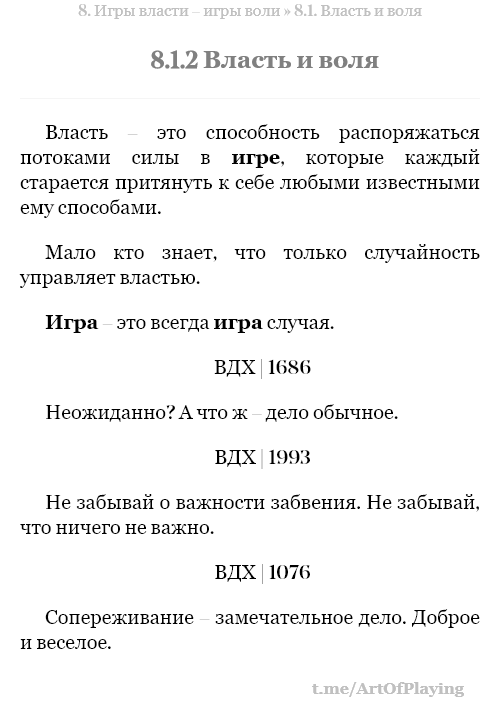 8. Игры власти – игры воли » 8.1. Власть и воля
8.1.2 Власть и воля
Власть – это способность распоряжаться
потоками силы в игре, которые каждый
старается притянуть к себе любыми известными
ему способами.
Мало кто знает, что только случайность
управляет властью.
Игра – это всегда игра случая.
ВДХ | 1686
Неожиданно? А что ж – дело обычное.
ВДХ | 1993
Не забывай о важности забвения. Не забывай,
что ничего не важно.
ВДХ | 1076
Сопереживание – замечательное дело. Доброе
и веселое.
t.me/ArtOfPlaying